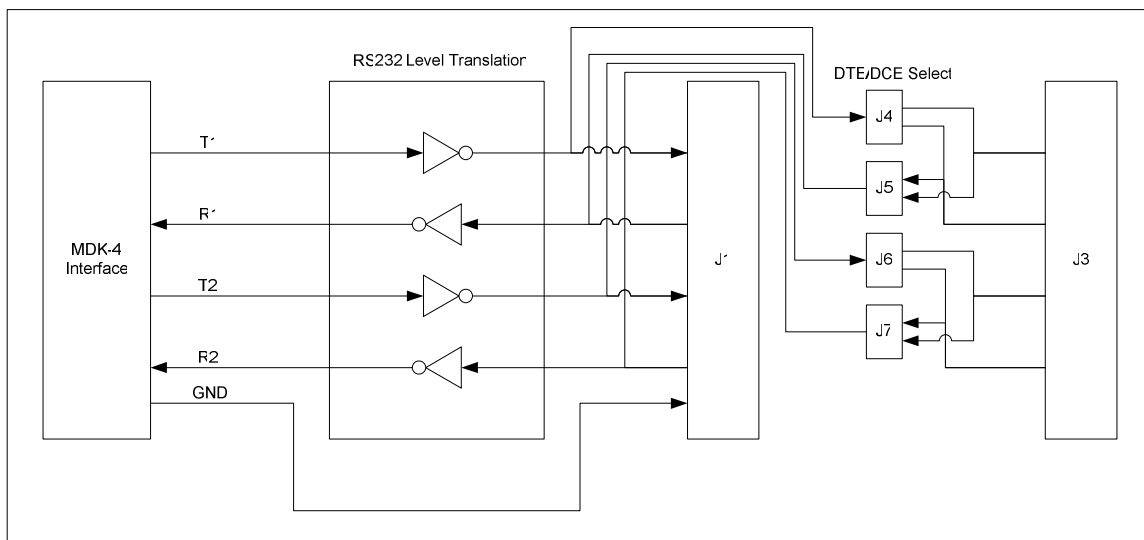 RS232 Level Translation
DTE/DCE Select
J4
T1
J5
R1
MDK-4
Interface
J1
J6
J3
T2
J7
R2
GND